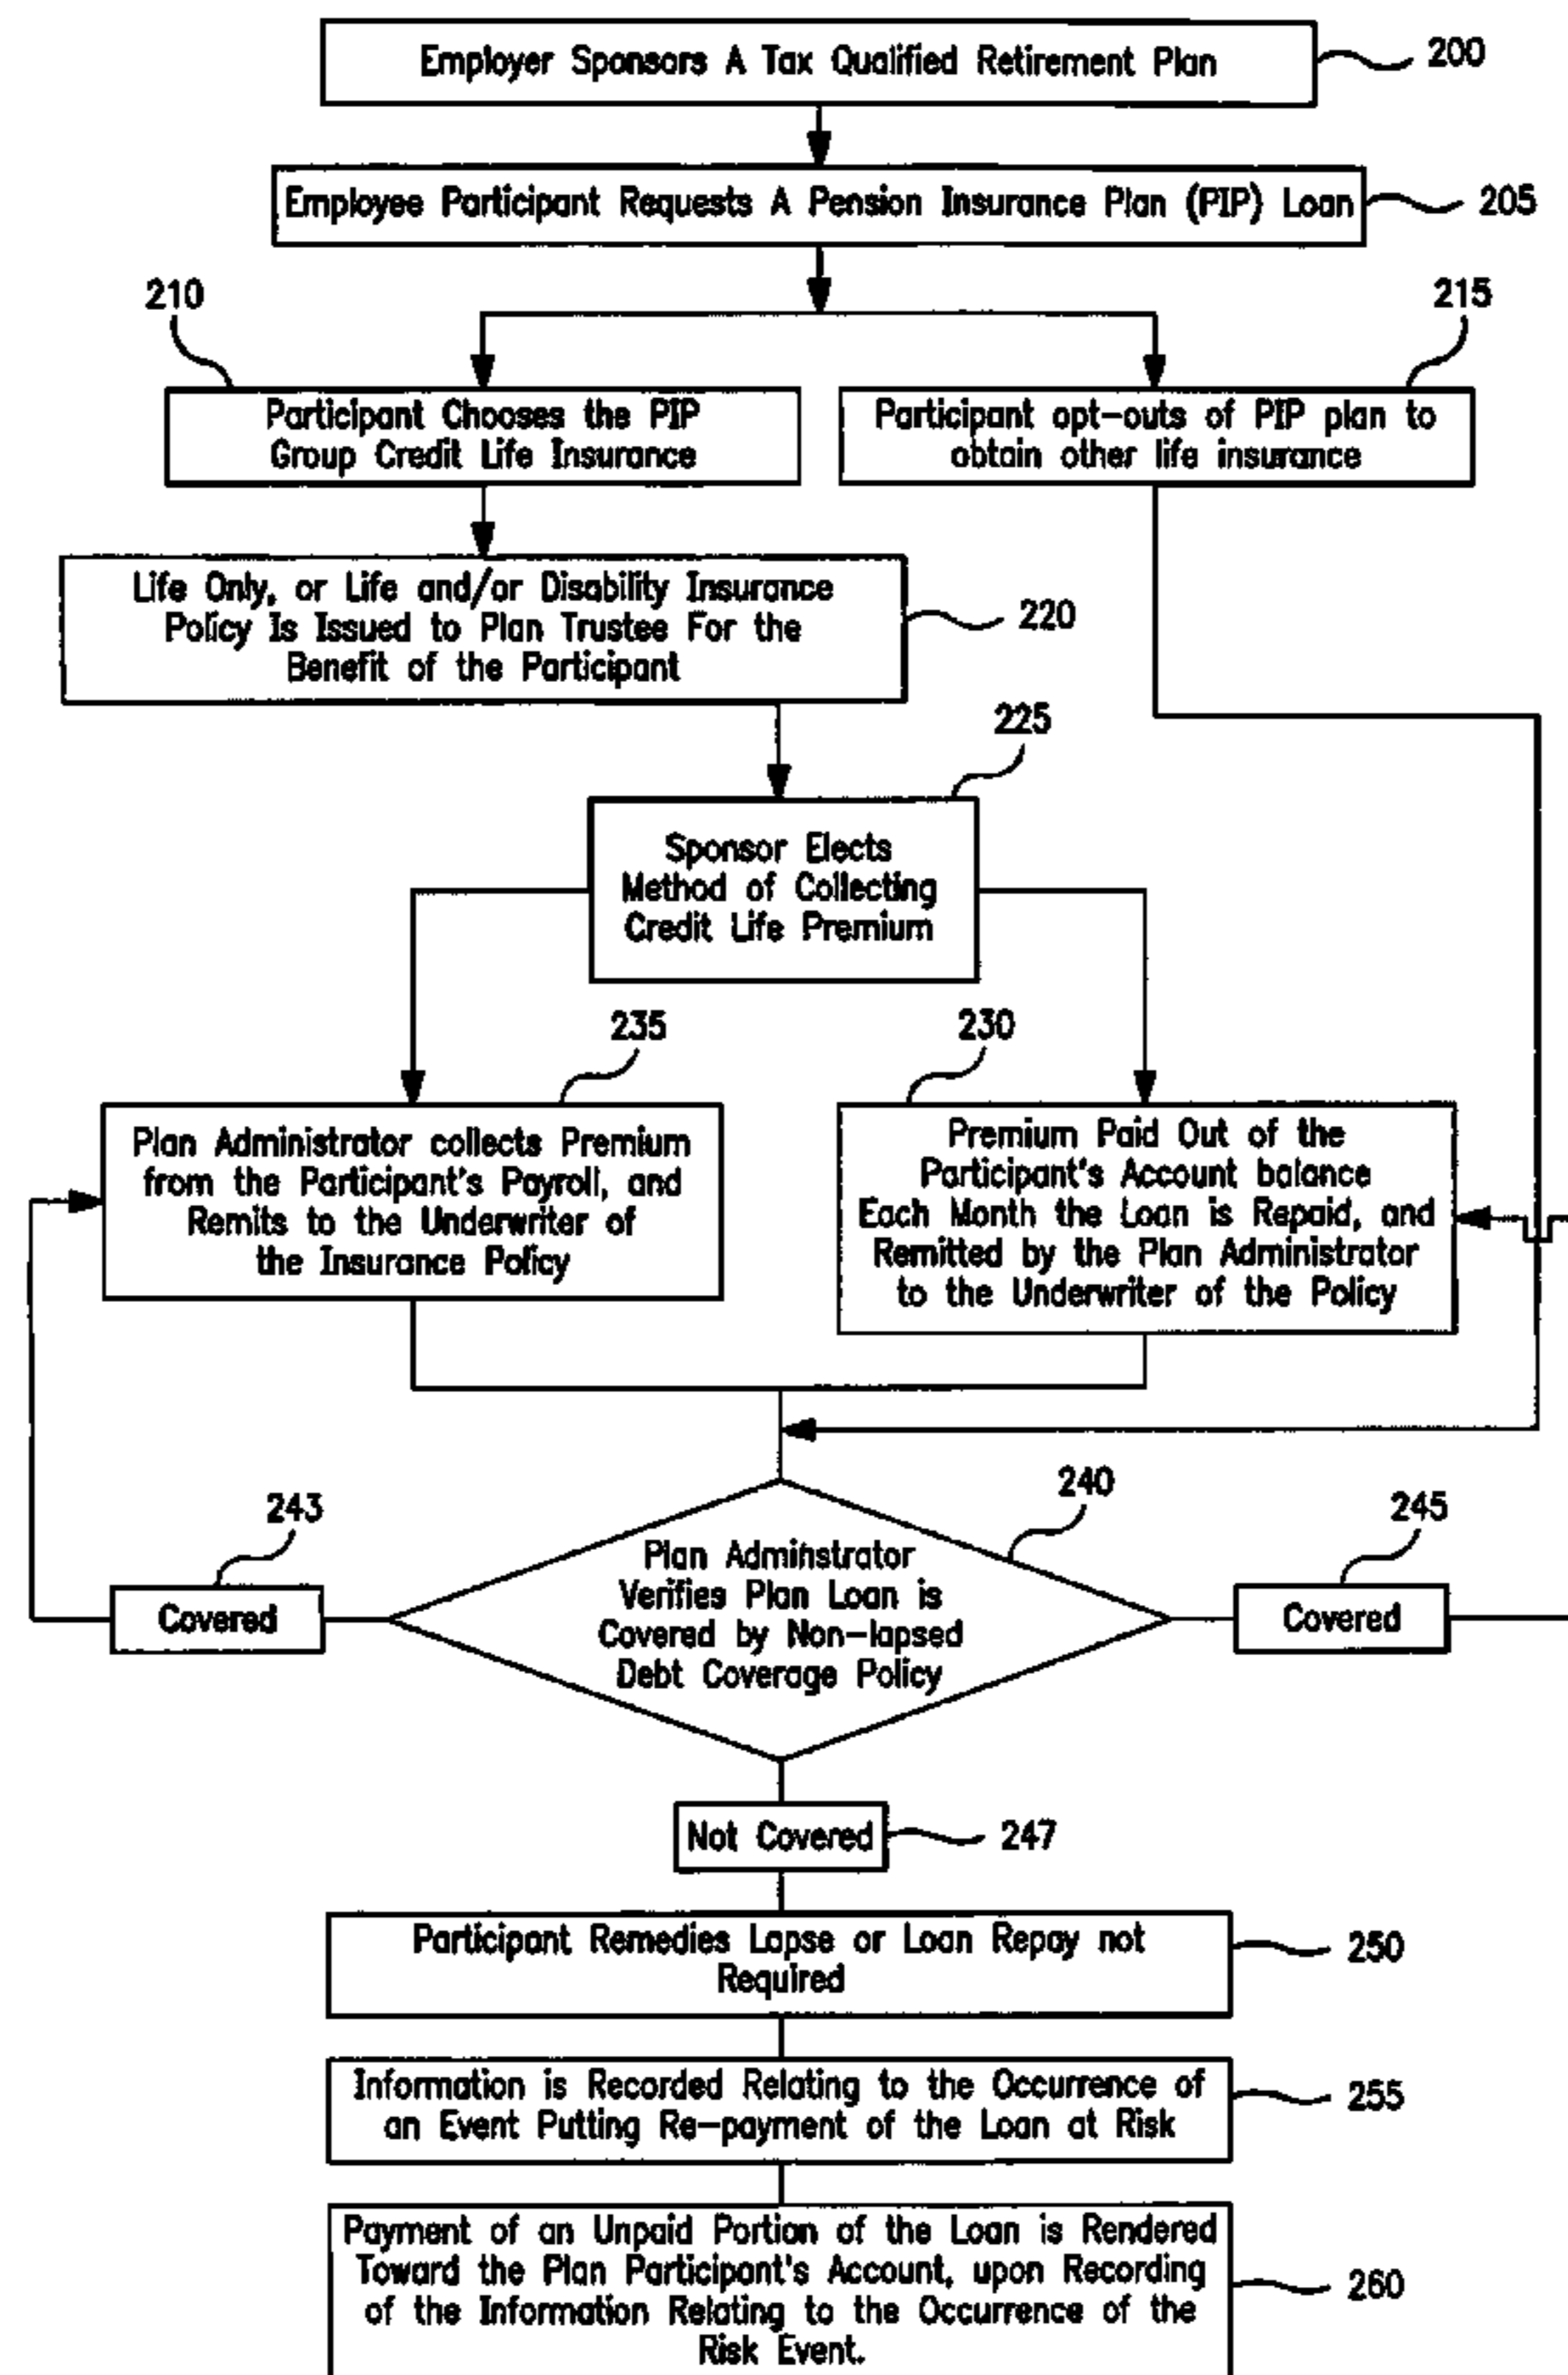 Employer Sponsors A Tax Qualified Retirement Plan
200
Employee Participant Requests A Pension Insurance Plan (PIP) Loan
205
210
215
Participant Chooses the PIP
Group Credit Life Insurance
Participant opt-outs of PIP plan to
obtain other life insurance
Life Only, or Life and/or Disability Insurance
Policy Is Issued to Plan Trustee For the
Benefit of the Participant
220
225
Sponsor Elects
Method of Collecting
Credit Life Premium
235
230
Plan Administrator collects Premium
from the Participant's Payroll, and
Remits to the Underwriter of
the Insurance Policy
Premium Paid Out of the
Participant's Account balance
Each Month the Loan is Repaid, and
Remitted by the Plan Administrator
to the Underwriter of the Policy
243
240
245
Covered
Plan Adminstrator
Verifies Plan Loan is
Covered by Non-lapsed
Debt Coverage Policy
Covered
Not Covered
247
Participant Remedies Lapse or Loan Repay not
Required
250
Information is Recorded Relating to the Occurrence of
an Event Putting Re-payment of the Loan at Risk
255
Payment of an Unpaid Portion of the Loan is Rendered
Toward the Plan Participant's Account, upon Recording
of the Information Relating to the Occurrence of the
Risk Event.
260